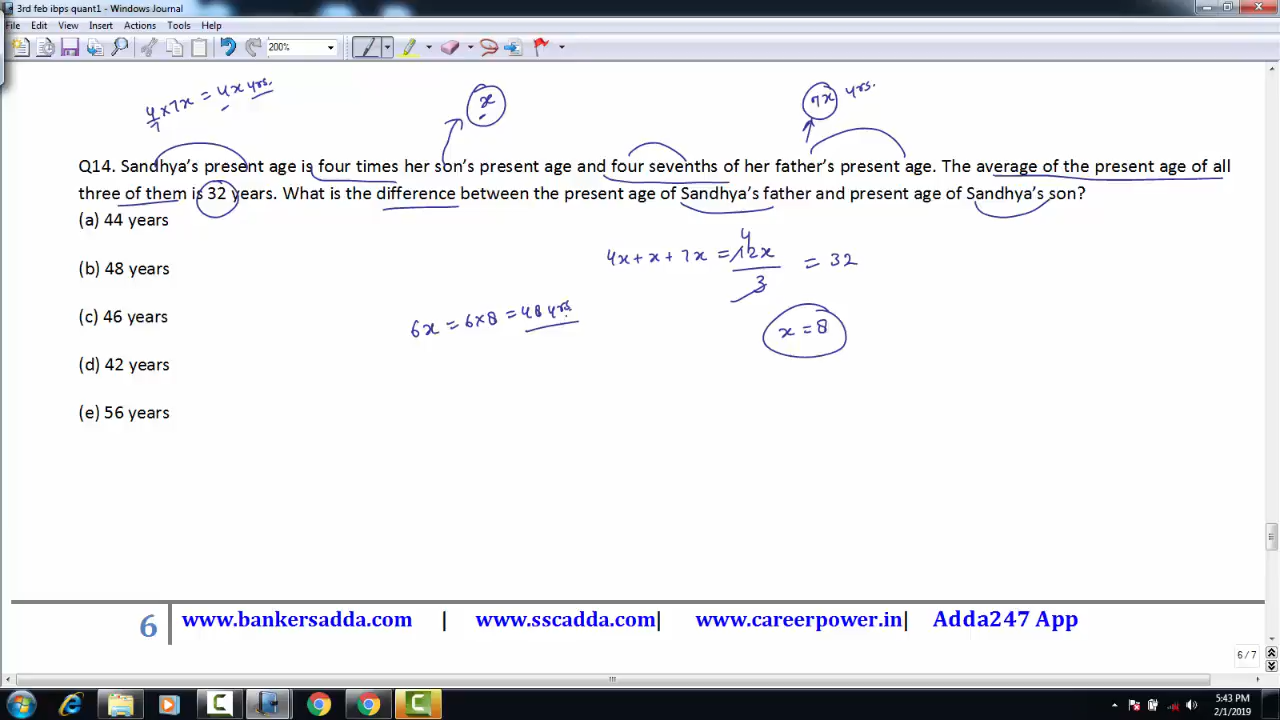 3rd feb ibps quant1 - Windows Journal
File Edit View Insert Actions Tools Help
200%
4/7 × 7x = 4x yrs.
x
7x yrs.
Q14. Sandhya's present age is four times her son's present age and four sevenths of her father's present age. The average of the present age of all
three of them is 32 years. What is the difference between the present age of Sandhya's father and present age of Sandhya's son?
(a) 44 years
4
4x + x + 7x = 12x/3 = 32
(b) 48 years
6x = 6×8 = 48 yrs.
x = 8
(c) 46 years
(d) 42 years
(e) 56 years
6 www.bankersadda.com | www.sscadda.com| www.careerpower.in| Adda247 App
6 / 7
5:43 PM
2/1/2019